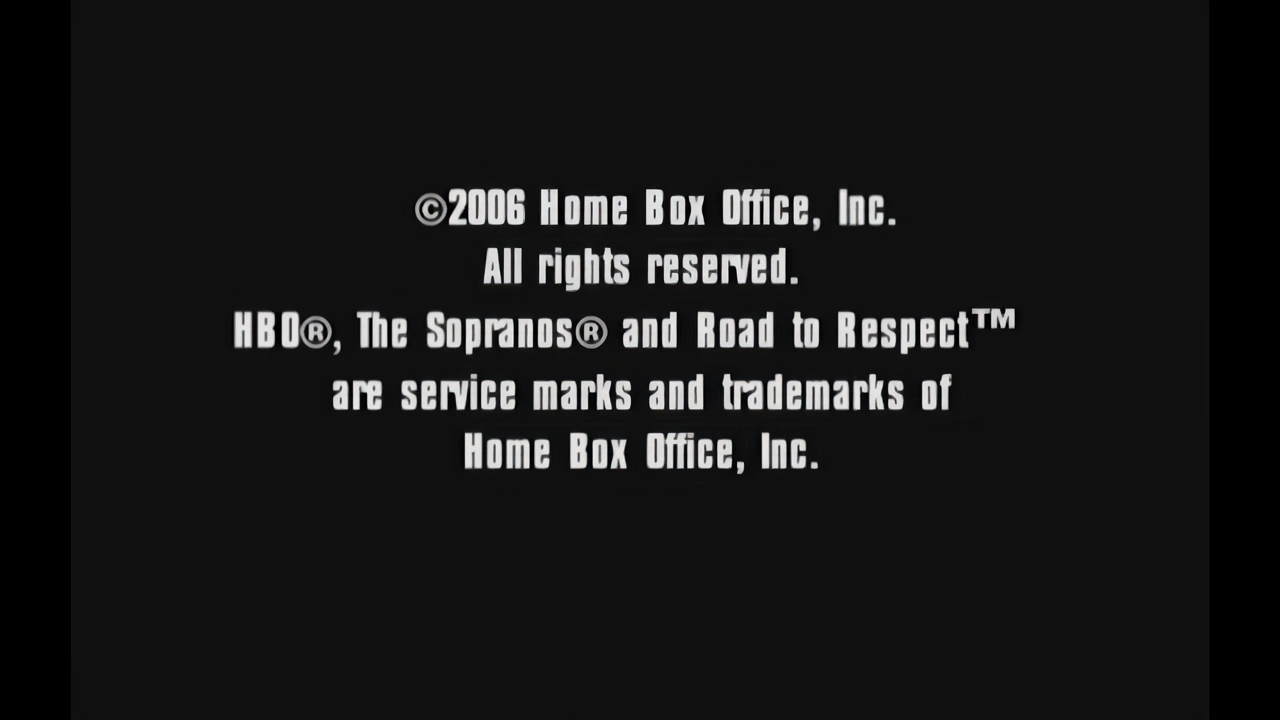 ©2006 Home Box Office, Inc.
All rights reserved.
HBO®, The Sopranos® and Road to Respect™
are service marks and trademarks of
Home Box Office, Inc.